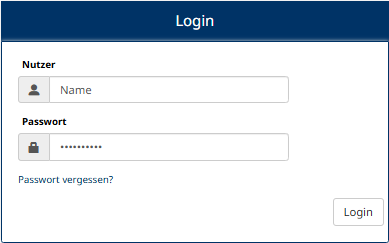 Login
Nutzer
Name
Passwort
••••••••••
Passwort vergessen?
Login